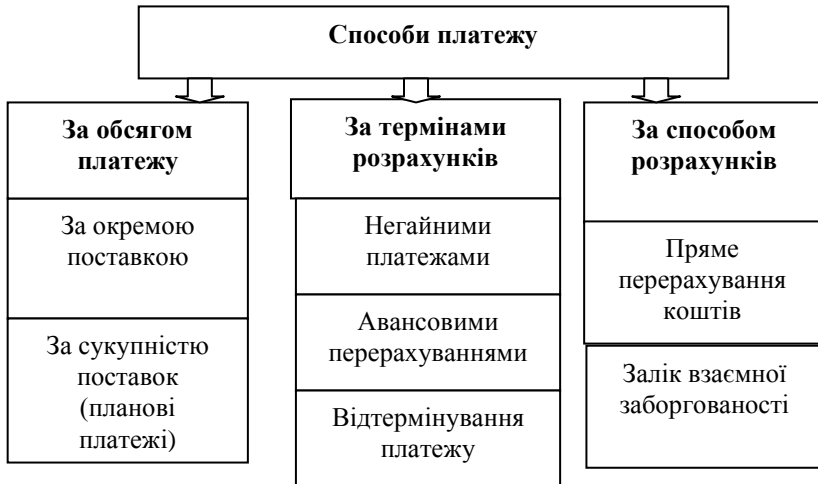 Способи платежу
За обсягом
платежу
За окремою
поставкою
За сукупністю
поставок
(планові
платежі)
За термінами
розрахунків
Негайними
платежами
Авансовими
перерахуваннями
Відтермінування
платежу
За способом
розрахунків
Пряме
перерахування
коштів
Залік взаємної
заборгованості